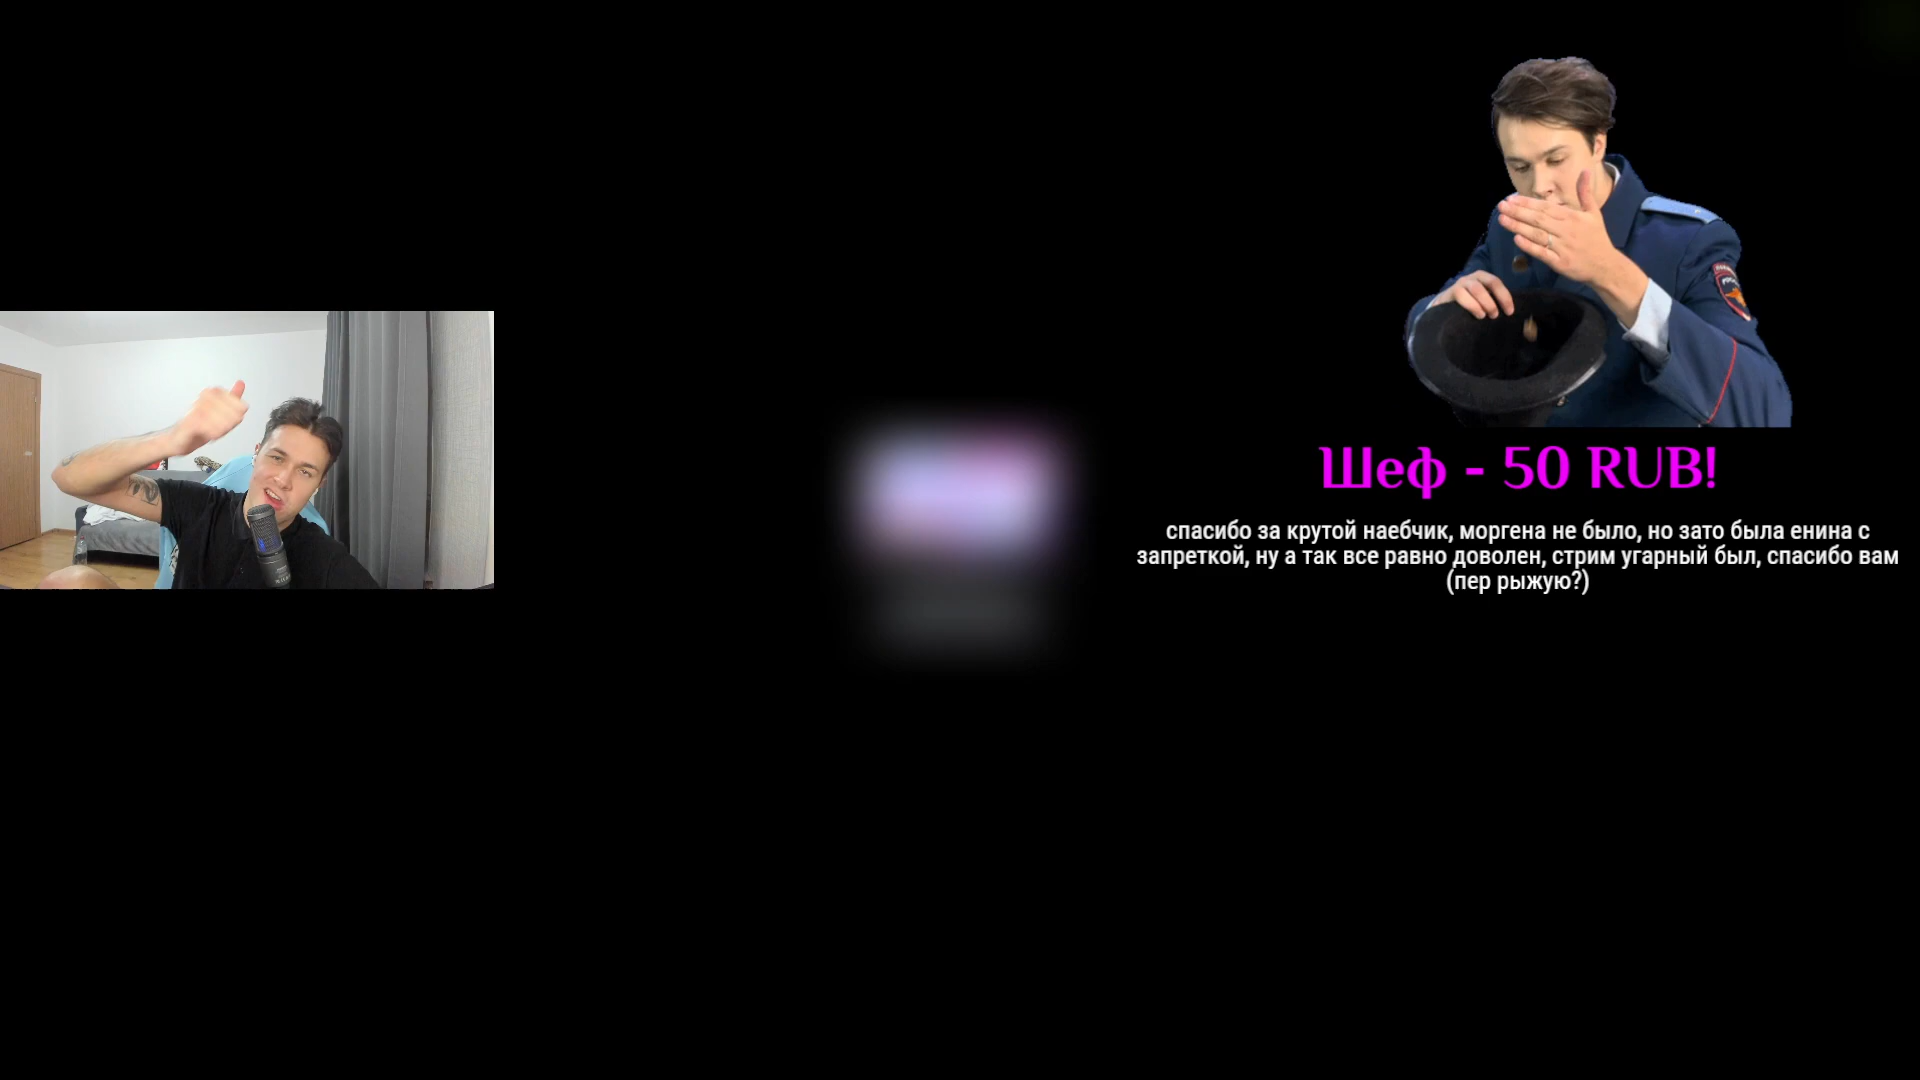 Шеф - 50 RUB!
спасибо за крутой наебчик, моргена не было, но зато была енина с
запреткой, ну а так все равно доволен, стрим угарный был, спасибо вам
(пер рыжую?)